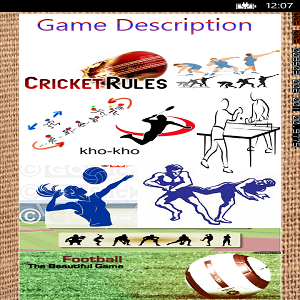 12:07
Game Description
CRICKET RULES
kho-kho
Football
The Beautiful Game